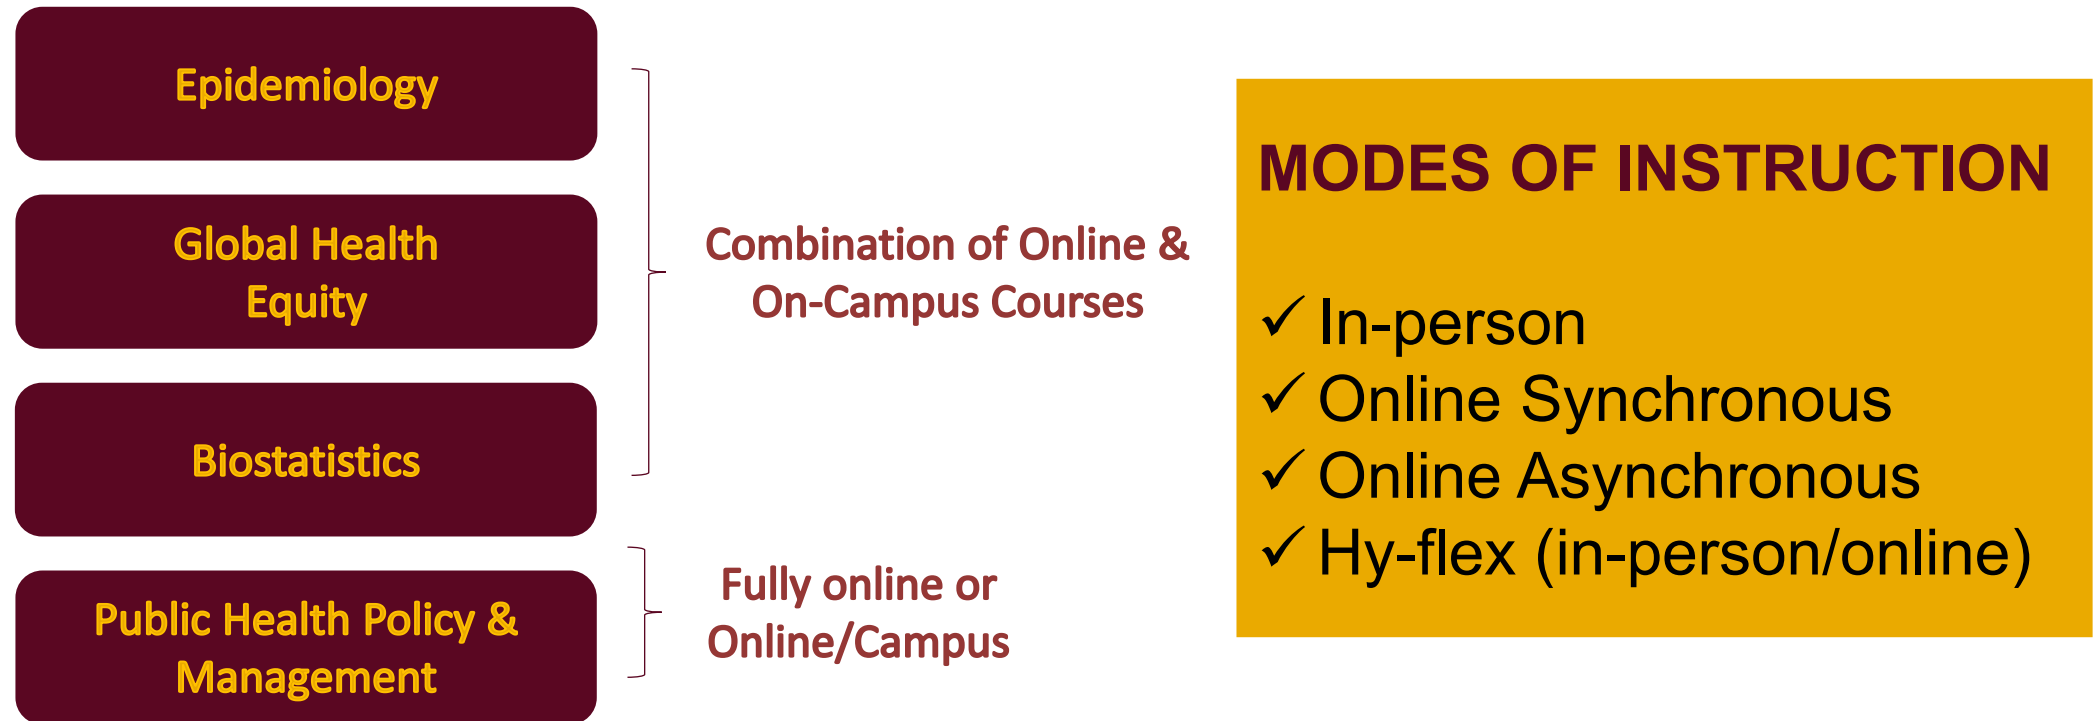 Epidemiology
Global Health
Equity
Biostatistics
Public Health Policy &
Management
Combination of Online &
On-Campus Courses
Fully online or
Online/Campus
MODES OF INSTRUCTION
✓ In-person
✓ Online Synchronous
✓ Online Asynchronous
✓ Hy-flex (in-person/online)